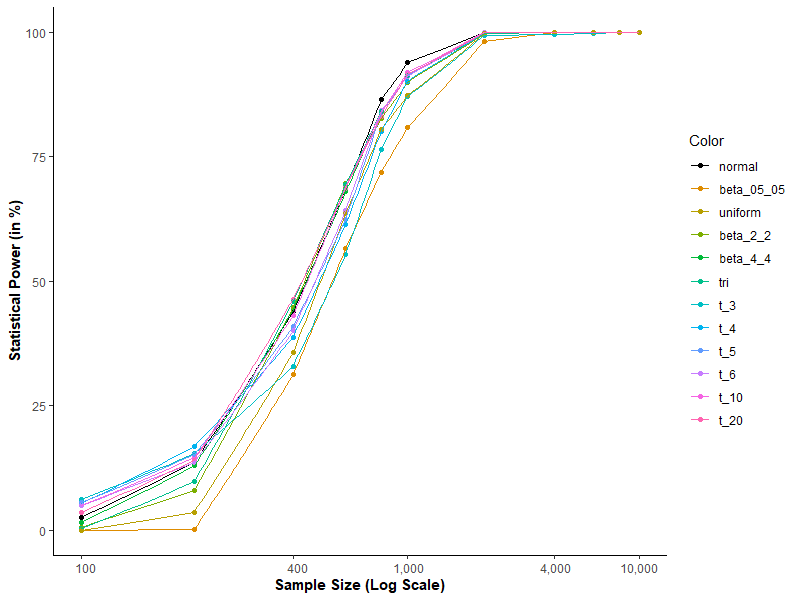 100
75
50
25
0
Statistical Power (in %)
100
400
1,000
4,000
10,000
Sample Size (Log Scale)
Color
normal
beta_05_05
uniform
beta_2_2
beta_4_4
tri
t_3
t_4
t_5
t_6
t_10
t_20